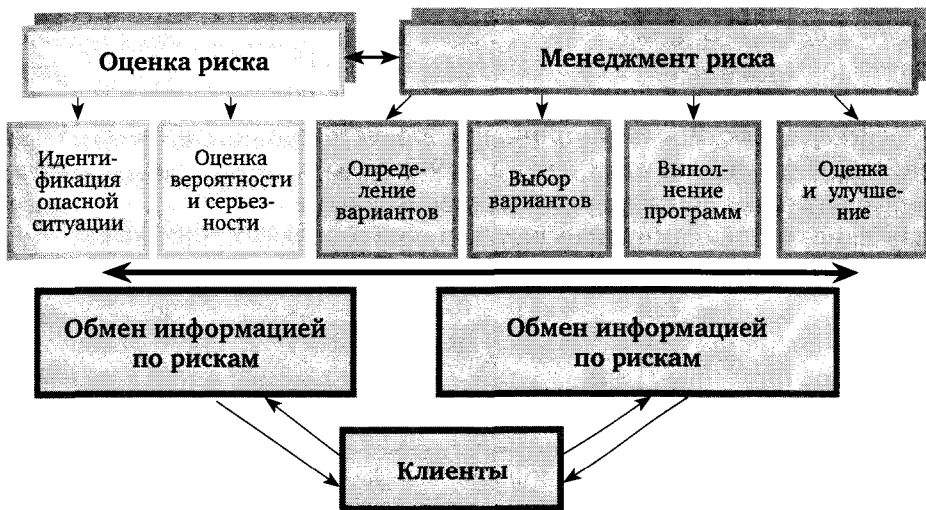 Оценка риска
Менеджмент риска
Иденти-
фикация
опасной
ситуации
Оценка
вероятности
и серьез-
ности
Опреде-
ление
вариантов
Выбор
вариантов
Выпол-
нение
программ
Оценка
и улучше-
ние
Обмен информацией
по рискам
Обмен информацией
по рискам
Клиенты